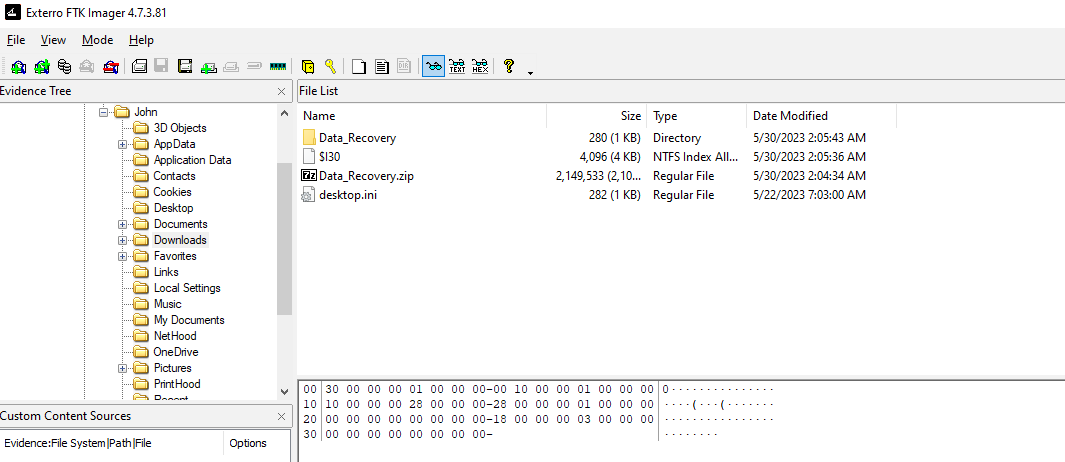 Exterro FTK Imager 4.7.3.81
File View Mode Help
Evidence Tree
John
3D Objects
AppData
Application Data
Contacts
Cookies
Desktop
Documents
Downloads
Favorites
Links
Local Settings
Music
My Documents
NetHood
OneDrive
Pictures
PrintHood
Custom Content Sources
Evidence:File System|Path|File Options
File List
Name Size Type Date Modified
Data_Recovery 280 (1 KB) Directory 5/30/2023 2:05:43 AM
$I30 4,096 (4 KB) NTFS Index All... 5/30/2023 2:05:36 AM
Data_Recovery.zip 2,149,533 (2,10... Regular File 5/30/2023 2:04:34 AM
desktop.ini 282 (1 KB) Regular File 5/22/2023 7:03:00 AM
00 30 00 00 00 01 00 00 00-00 10 00 00 01 00 00 00 0···············
10 10 00 00 00 28 00 00 00-28 00 00 00 01 00 00 00 ····(···(·······
20 00 00 00 00 00 00 00 00-18 00 00 00 03 00 00 00 ················
30 00 00 00 00 00 00 00 00- ········